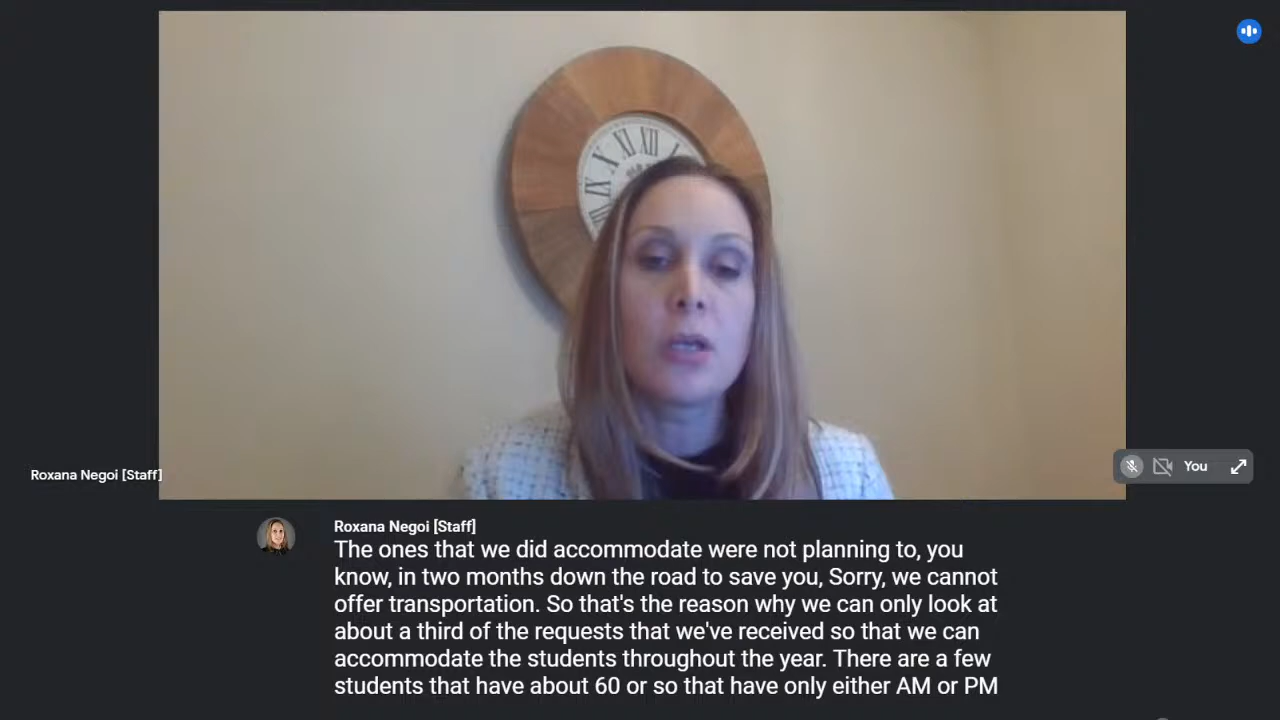 XII
XI
X
IX
VIII
Roxana Negoi [Staff]
You
Roxana Negoi [Staff]
The ones that we did accommodate were not planning to, you
know, in two months down the road to save you, Sorry, we cannot
offer transportation. So that's the reason why we can only look at
about a third of the requests that we've received so that we can
accommodate the students throughout the year. There are a few
students that have about 60 or so that have only either AM or PM